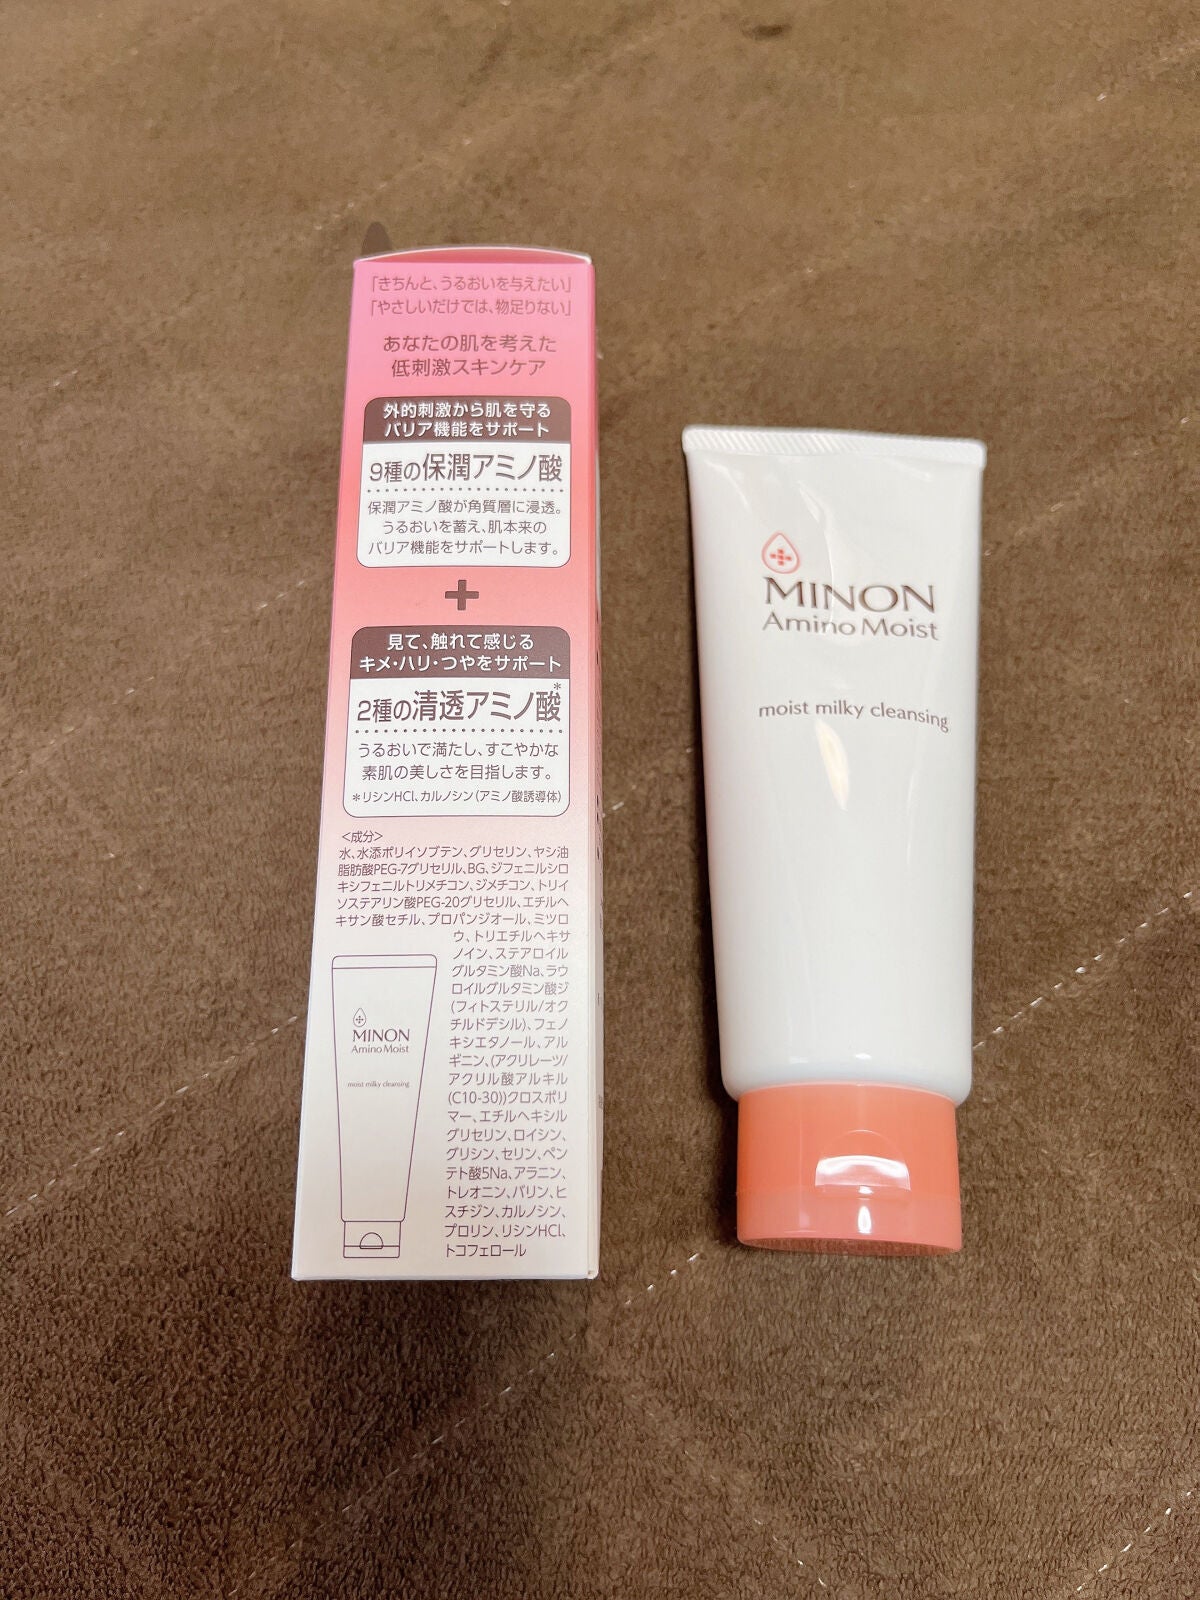 「きちんと、うるおいを与えたい」
「やさしいだけでは、物足りない」
あなたの肌を考えた
低刺激スキンケア
外的刺激から肌を守る
バリア機能をサポート
9種の保潤アミノ酸
保潤アミノ酸が角質層に浸透。
うるおいを蓄え、肌本来の
バリア機能をサポートします。
+
見て、触れて感じる
キメ・ハリ・つやをサポート
2種の清透アミノ酸*
うるおいで満たし、すこやかな
素肌の美しさを目指します。
*リシンHCl、カルノシン(アミノ酸誘導体)
<成分>
水、水添ポリイソブテン、グリセリン、ヤシ油
脂肪酸PEG-7グリセリル、BG、ジフェニルシロ
キシフェニルトリメチコン、ジメチコン、トリイ
ソステアリン酸PEG-20グリセリル、エチルヘ
キサン酸セチル、プロパンジオール、ミツロ
ウ、トリエチルヘキサ
ノイン、ステアロイル
グルタミン酸Na、ラウ
ロイルグルタミン酸ジ
(フィトステリル/オク
チルドデシル)、フェノ
キシエタノール、アル
ギニン、(アクリレーツ/
アクリル酸アルキル
(C10-30))クロスポリ
マー、エチルヘキシル
グリセリン、ロイシン、
グリシン、セリン、ペン
テト酸5Na、アラニン、
トレオニン、バリン、ヒ
スチジン、カルノシン、
プロリン、リシンHCl、
トコフェロール
MINON
Amino Moist
moist milky cleansing
MINON
Amino Moist
moist milky cleansing